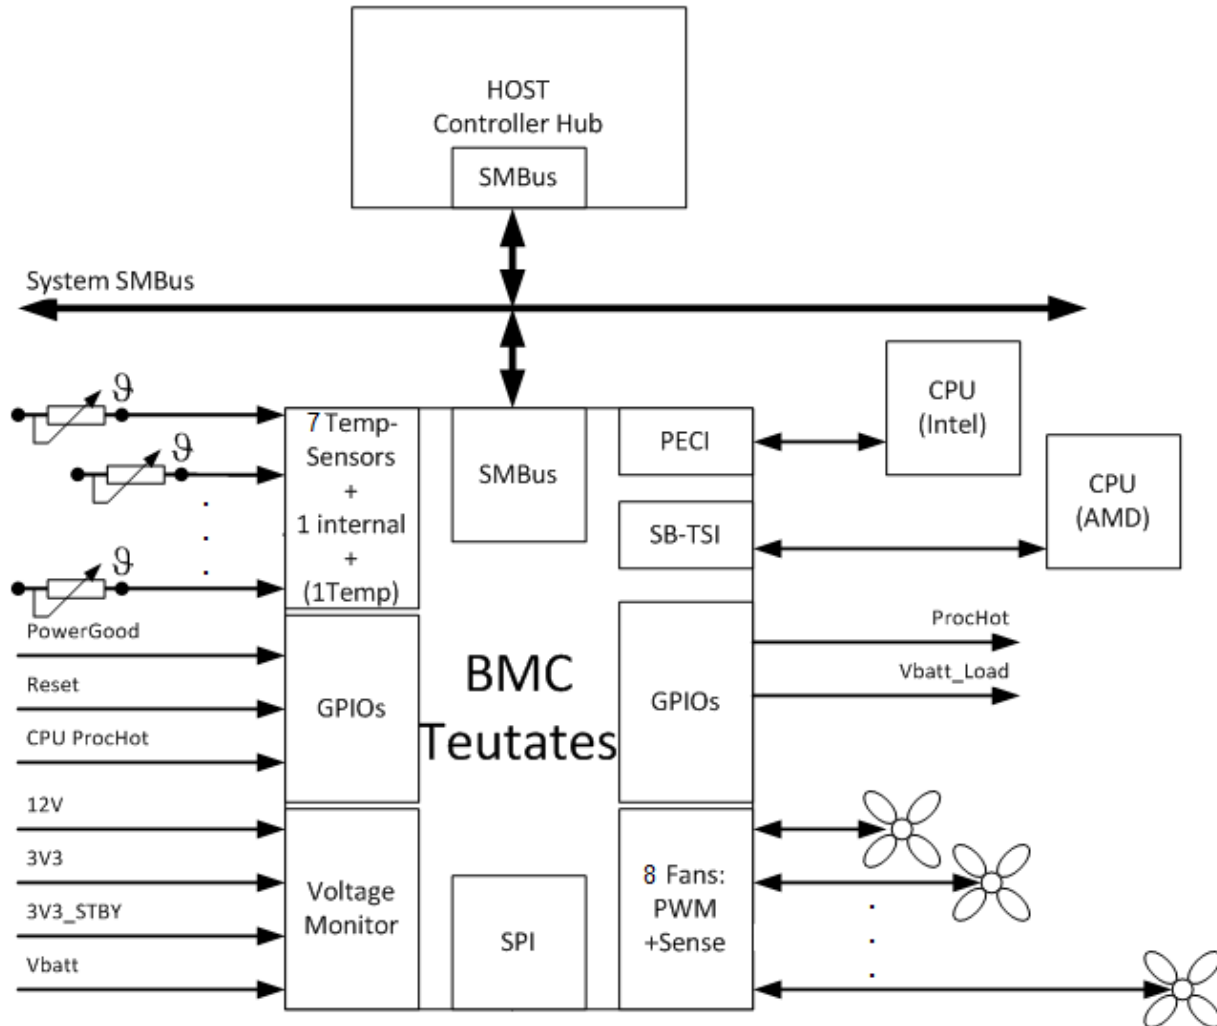 HOST
Controller Hub
SMBus
System SMBus
ϑ
ϑ
ϑ
7 Temp-
Sensors
+
1 internal
+
(1Temp)
SMBus
PECI
SB-TSI
CPU
(Intel)
CPU
(AMD)
PowerGood
Reset
CPU ProcHot
GPIOs
BMC
Teutates
GPIOs
ProcHot
Vbatt_Load
12V
3V3
3V3_STBY
Vbatt
Voltage
Monitor
SPI
8 Fans:
PWM
+Sense